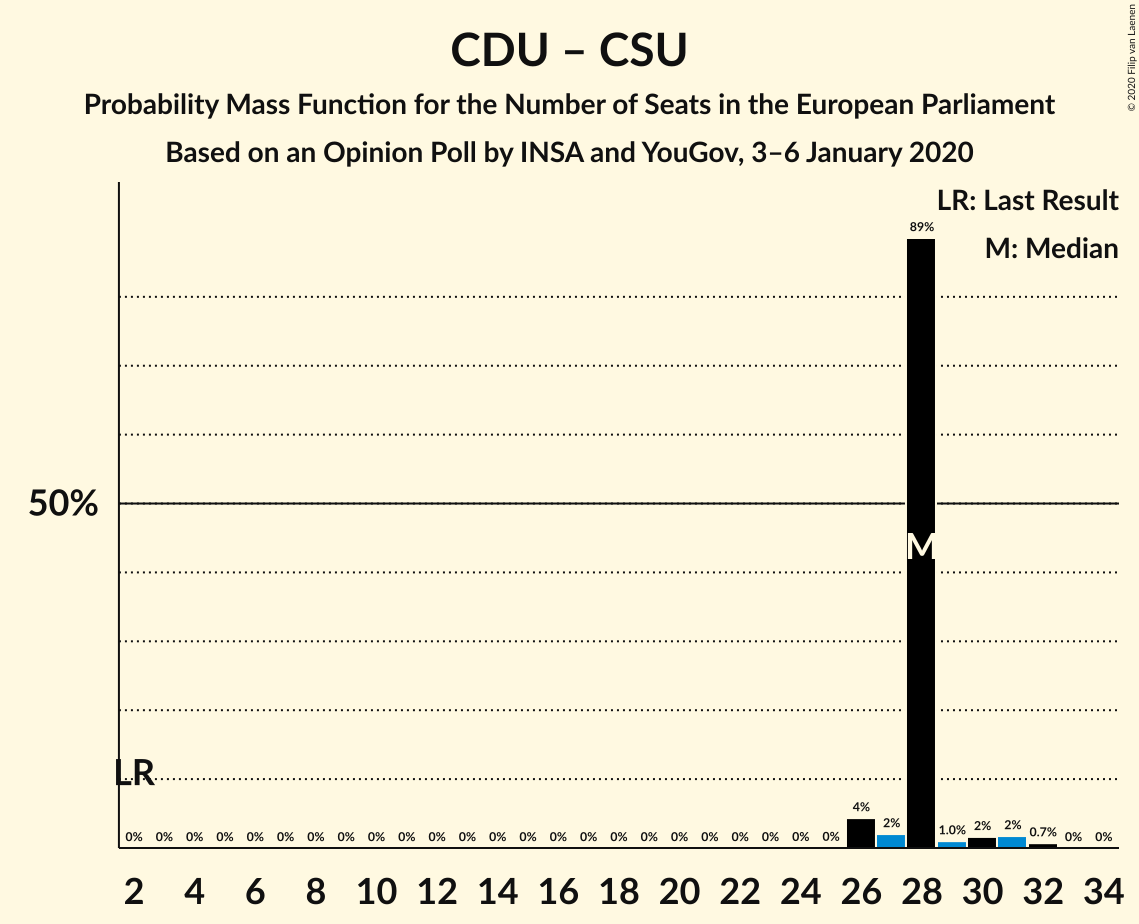 CDU – CSU
Probability Mass Function for the Number of Seats in the European Parliament
Based on an Opinion Poll by INSA and YouGov, 3–6 January 2020
© 2020 Filip van Laenen
LR: Last Result
M: Median
89%
50%
M
LR
0% 0% 0% 0% 0% 0% 0% 0% 0% 0% 0% 0% 0% 0% 0% 0% 0% 0% 0% 0% 0% 0% 0% 0% 4% 2% 1.0% 2% 2% 0.7% 0% 0%
2 4 6 8 10 12 14 16 18 20 22 24 26 28 30 32 34